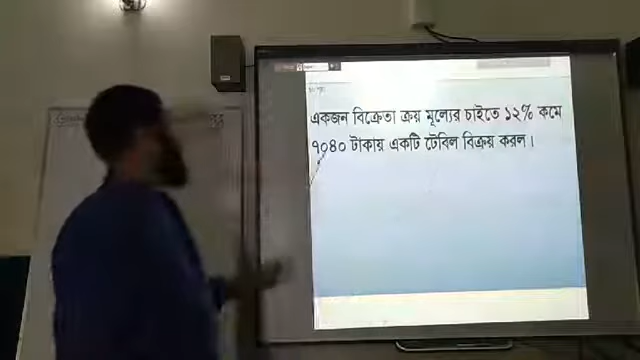 একজন বিক্রেতা ক্রয় মূল্যের চাইতে ১২% কমে
৭০৪০ টাকায় একটি টেবিল বিক্রয় করল।